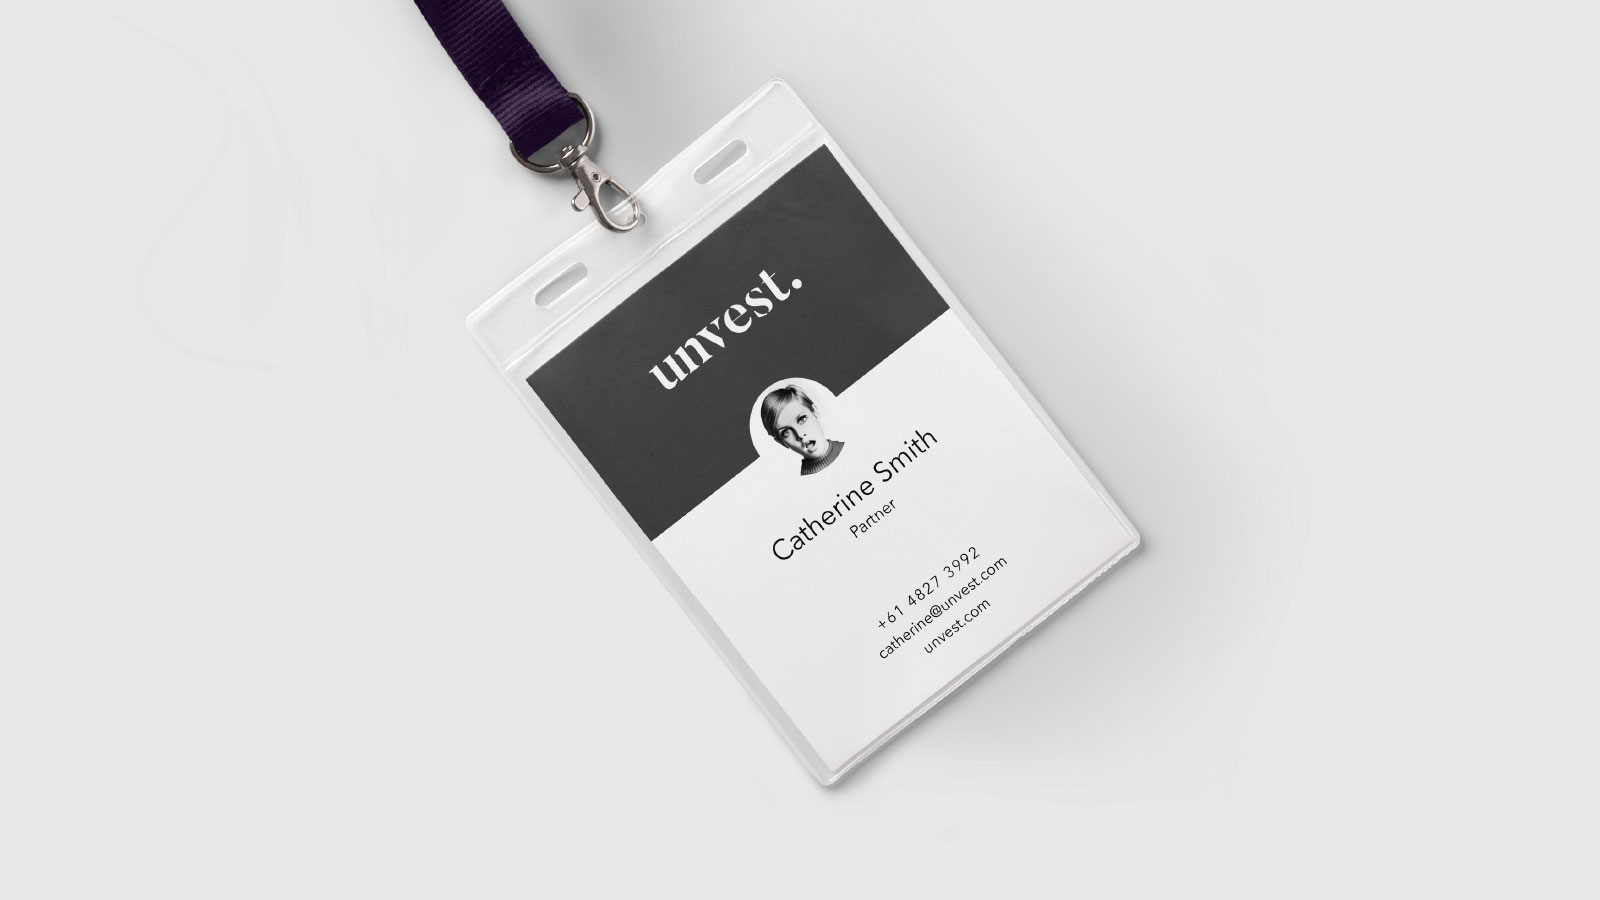 unvest.
Catherine Smith
Partner
+61 4827 3992
catherine@unvest.com
unvest.com